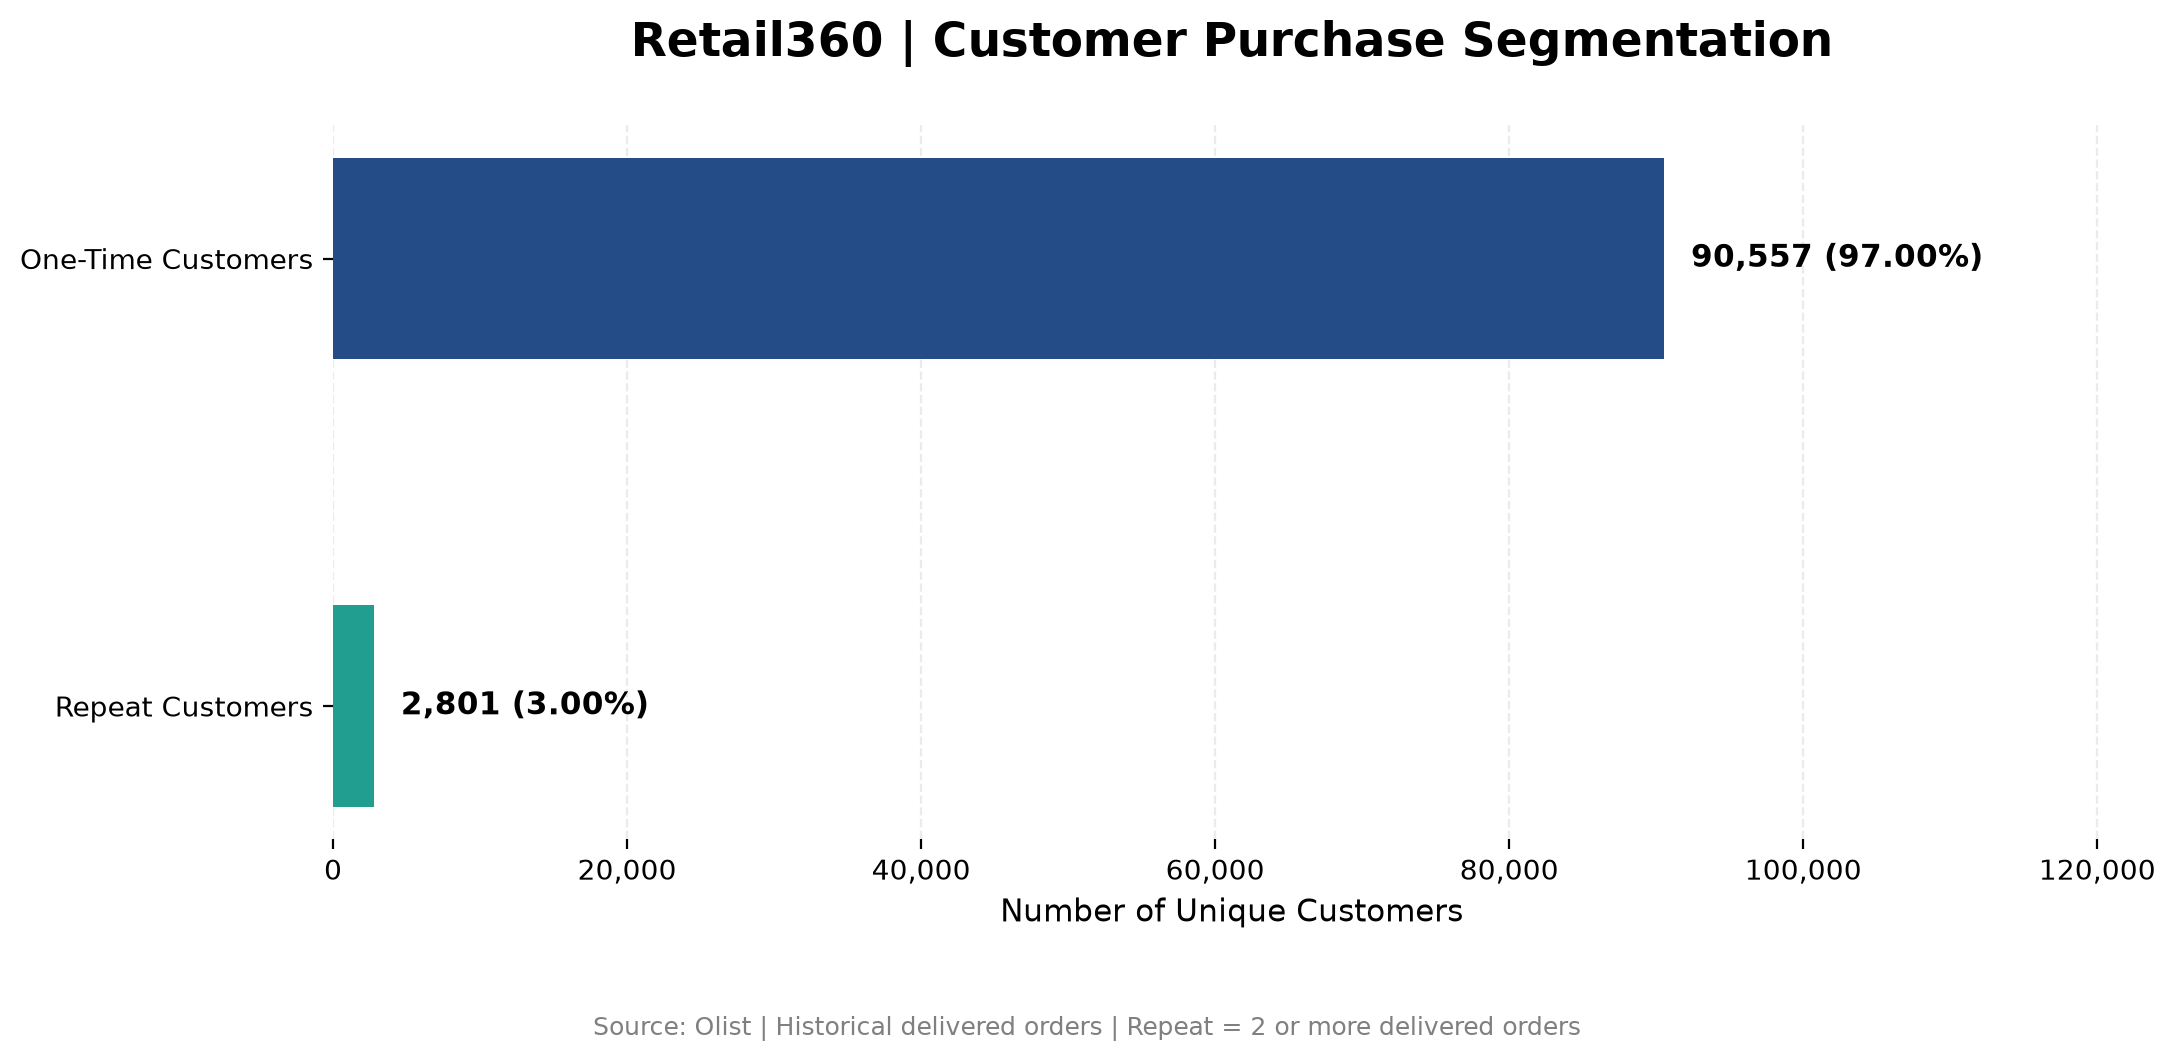 Retail360 | Customer Purchase Segmentation
One-Time Customers
90,557 (97.00%)
Repeat Customers
2,801 (3.00%)
0 20,000 40,000 60,000 80,000 100,000 120,000
Number of Unique Customers
Source: Olist | Historical delivered orders | Repeat = 2 or more delivered orders